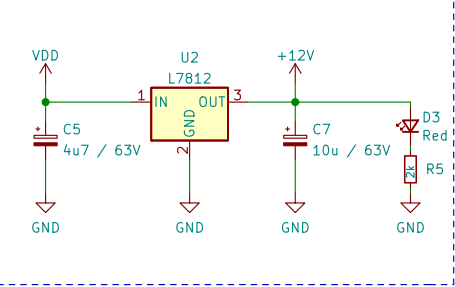 VDD
U2
L7812
+12V
1
IN
OUT
3
GND
2
+
C5
4u7 / 63V
+
C7
10u / 63V
D3
Red
2k
R5
GND
GND
GND
GND